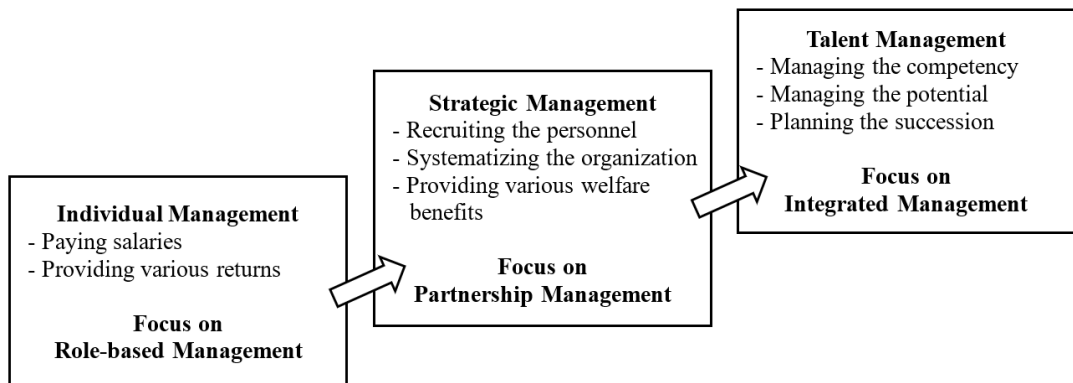 Individual Management
- Paying salaries
- Providing various returns
Focus on
Role-based Management
Strategic Management
- Recruiting the personnel
- Systematizing the organization
- Providing various welfare
benefits
Focus on
Partnership Management
Talent Management
- Managing the competency
- Managing the potential
- Planning the succession
Focus on
Integrated Management